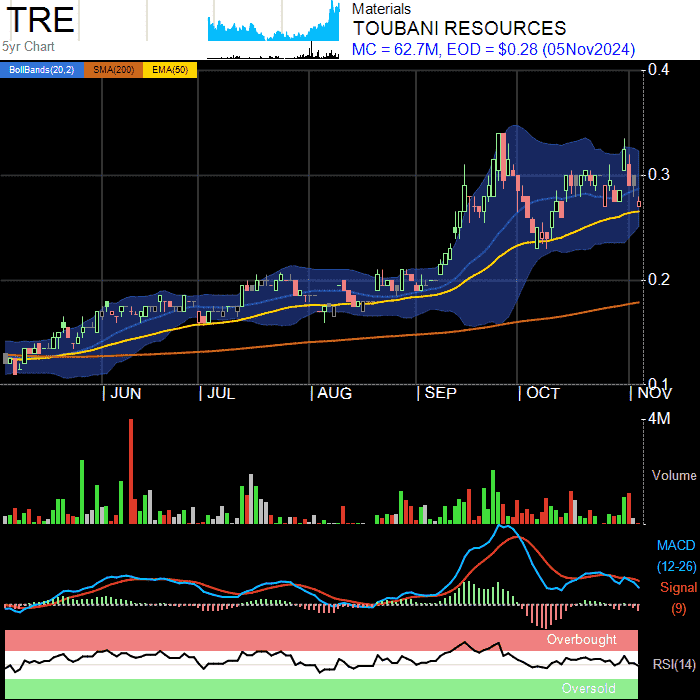 TRE
5yr Chart
Materials
TOUBANI RESOURCES
MC = 62.7M, EOD = $0.28 (05Nov2024)
BollBands(20,2) SMA(200) EMA(50)
0.4
0.3
0.2
0.1
JUN JUL AUG SEP OCT NOV
4M
Volume
MACD
(12-26)
Signal
(9)
Overbought
RSI(14)
Oversold